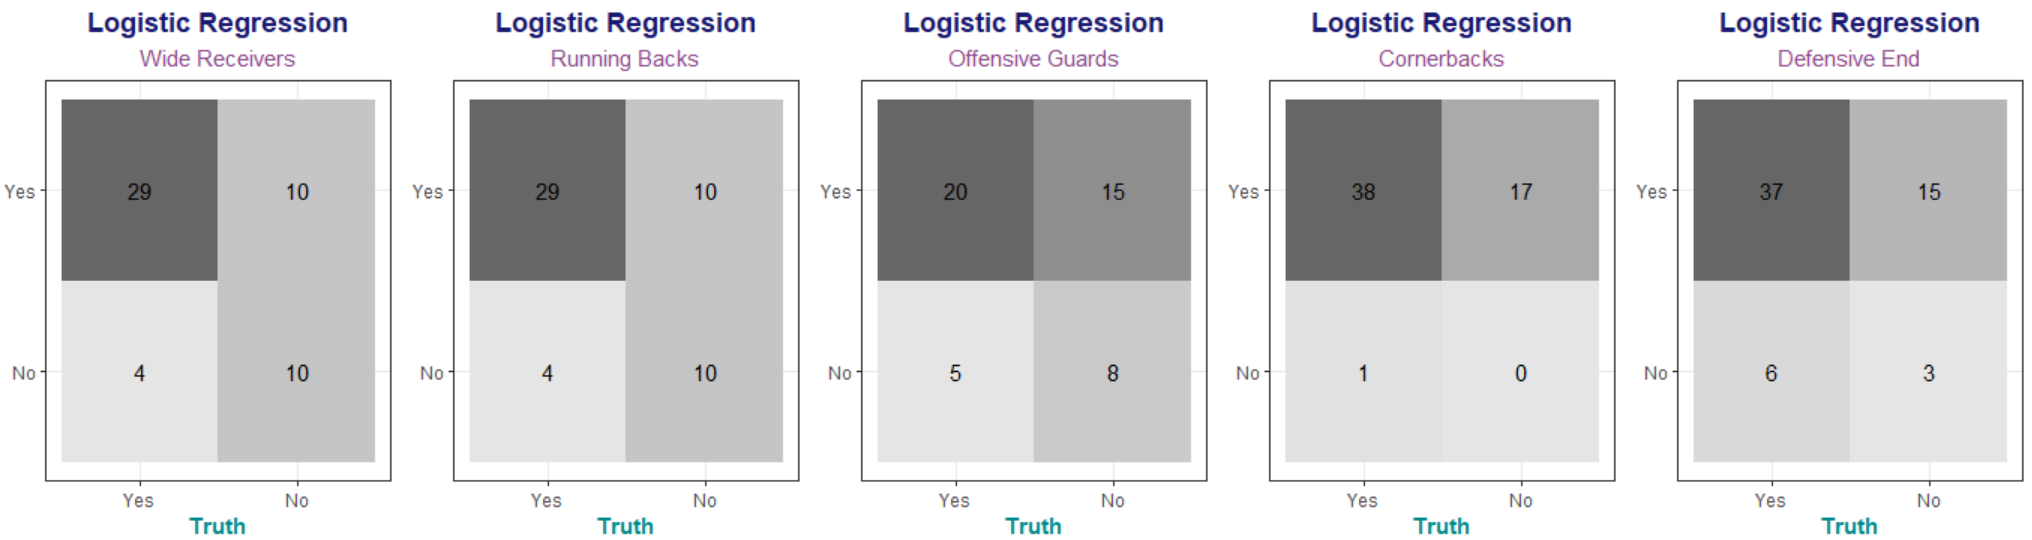 Logistic Regression
Wide Receivers
Yes
29
10
No
4
10
Yes
No
Truth
Logistic Regression
Running Backs
Yes
29
10
No
4
10
Yes
No
Truth
Logistic Regression
Offensive Guards
Yes
20
15
No
5
8
Yes
No
Truth
Logistic Regression
Cornerbacks
Yes
38
17
No
1
0
Yes
No
Truth
Logistic Regression
Defensive End
Yes
37
15
No
6
3
Yes
No
Truth